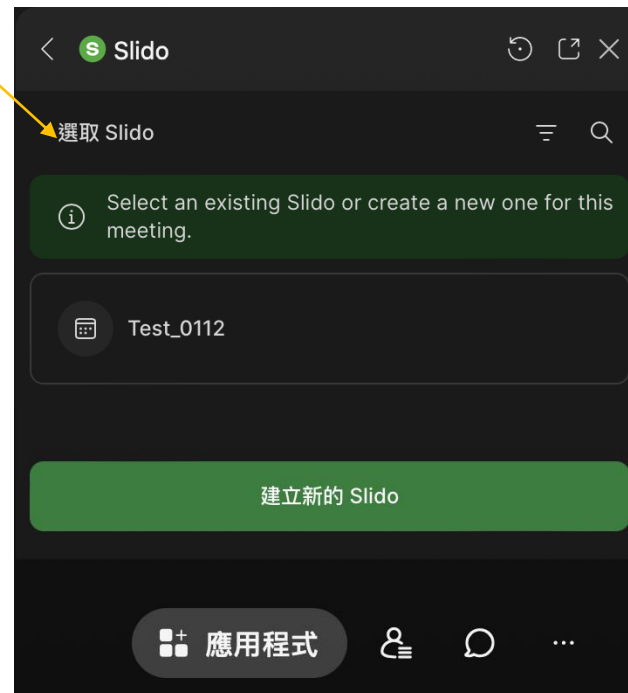 S Slido
選取 Slido
Select an existing Slido or create a new one for this
meeting.
Test_0112
建立新的 Slido
應用程式